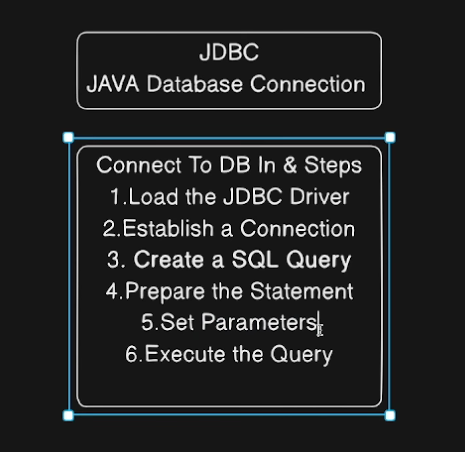 JDBC
JAVA Database Connection
Connect To DB In & Steps
1.Load the JDBC Driver
2.Establish a Connection
3. Create a SQL Query
4.Prepare the Statement
5.Set Parameters
6.Execute the Query